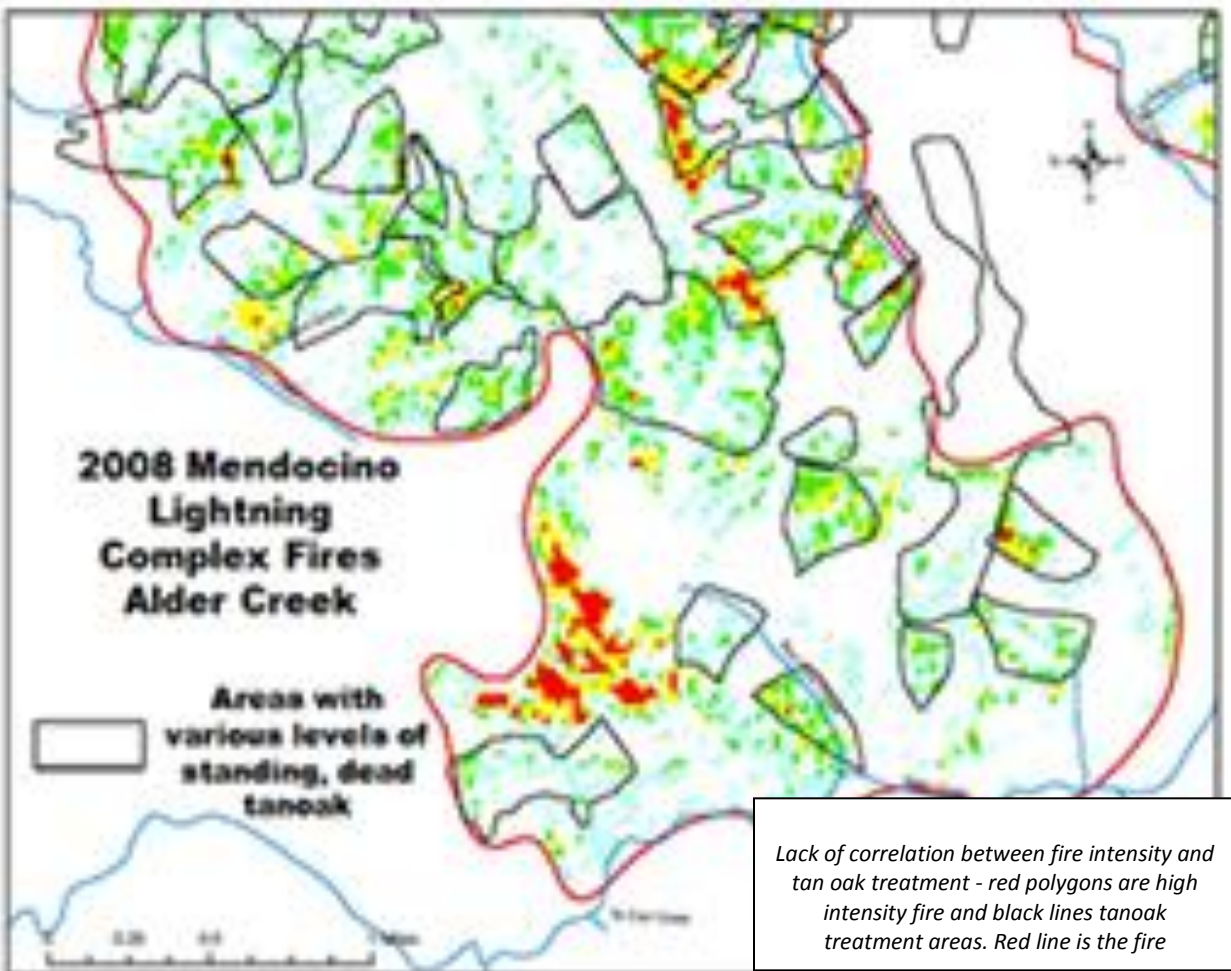 2008 Mendocino
Lightning
Complex Fires
Alder Creek
Areas with
various levels of
standing, dead
tanoak
Lack of correlation between fire intensity and
tan oak treatment - red polygons are high
intensity fire and black lines tanoak
treatment areas. Red line is the fire